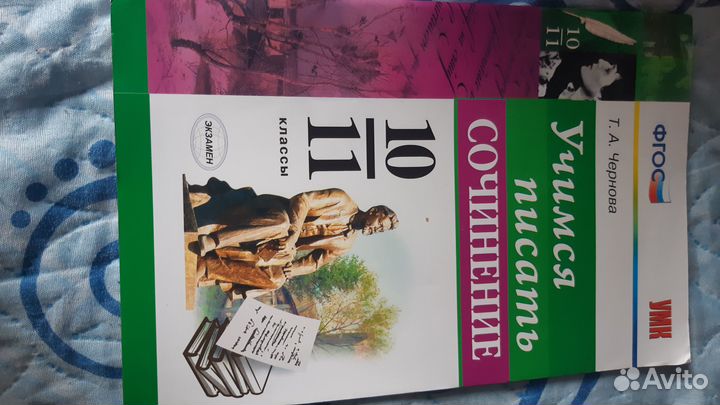 ФГОС
УМК
Т. А. Чернова
Учимся
писать
СОЧИНЕНИЕ
10
11
10
11
классы
ЭКЗАМЕН
Avito